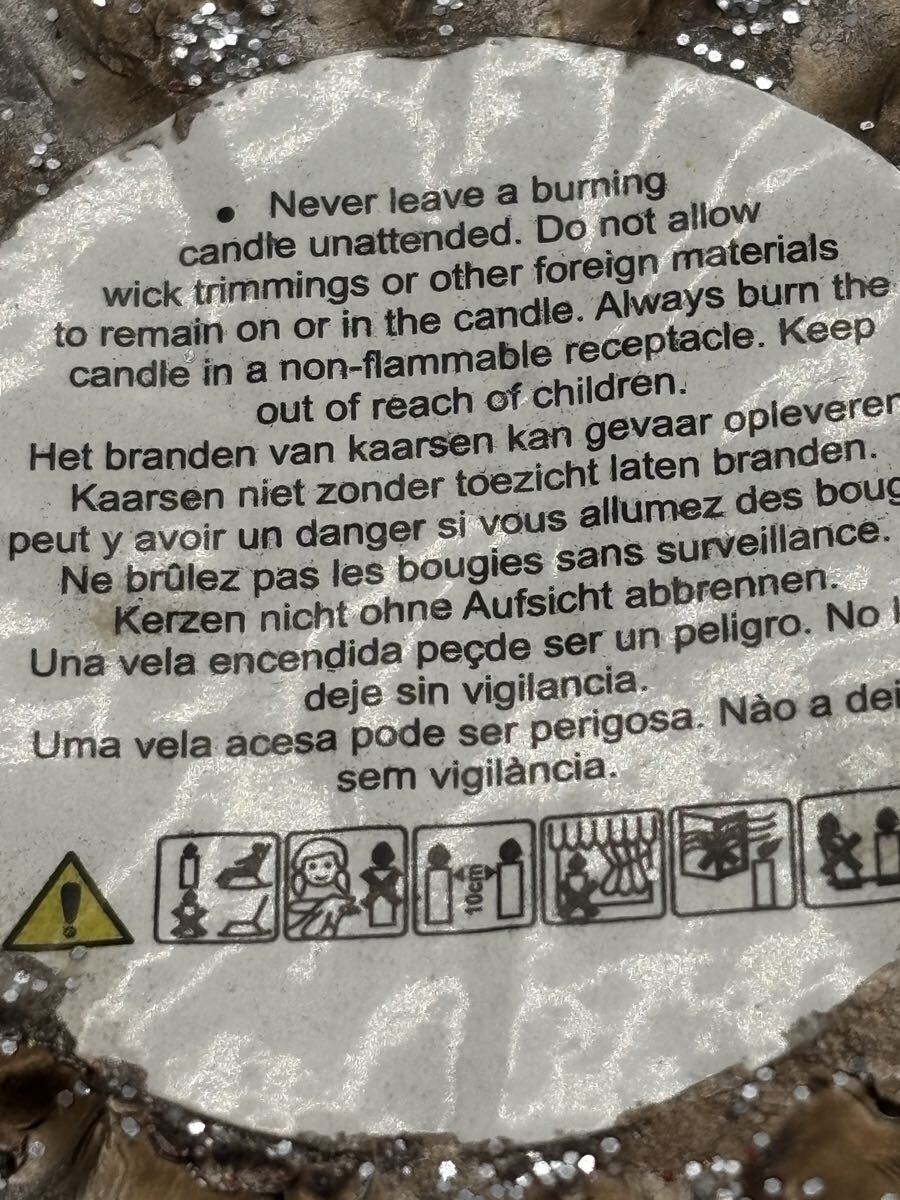 • Never leave a burning
candle unattended. Do not allow
wick trimmings or other foreign materials
to remain on or in the candle. Always burn the
candle in a non-flammable receptacle. Keep
out of reach of children.
Het branden van kaarsen kan gevaar opleveren
Kaarsen niet zonder toezicht laten branden.
peut y avoir un danger si vous allumez des boug
Ne brûlez pas les bougies sans surveillance.
Kerzen nicht ohne Aufsicht abbrennen.
Una vela encendida peçde ser un peligro. No
deje sin vigilancia.
Uma vela acesa pode ser perigosa. Nào a dei
sem vigilància.
10cm